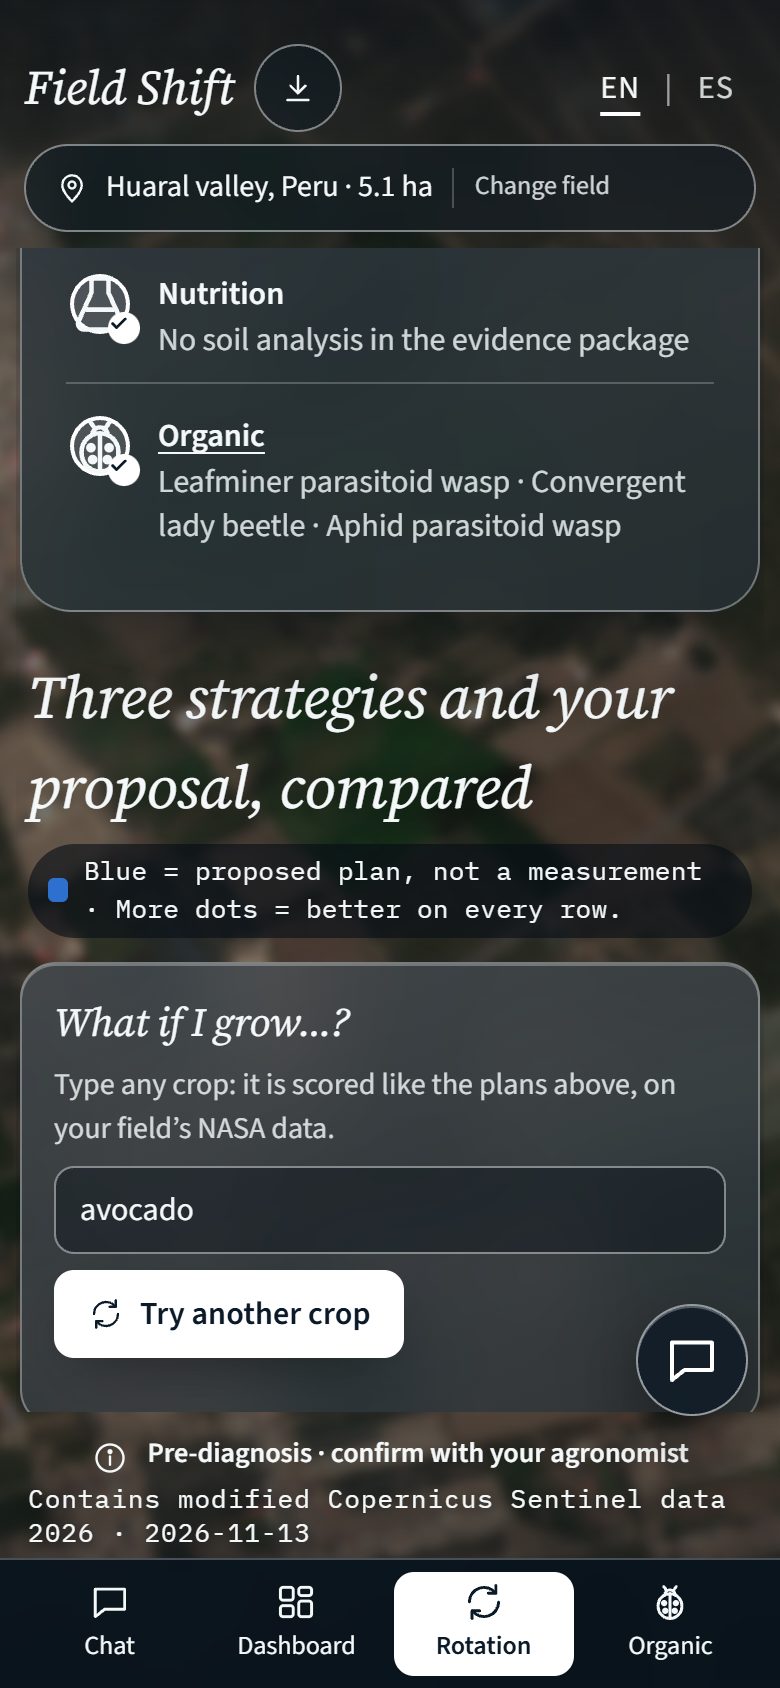 Field Shift
EN | ES
Huaral valley, Peru · 5.1 ha | Change field
Nutrition
No soil analysis in the evidence package
Organic
Leafminer parasitoid wasp · Convergent
lady beetle · Aphid parasitoid wasp
Three strategies and your
proposal, compared
Blue = proposed plan, not a measurement
· More dots = better on every row.
What if I grow...?
Type any crop: it is scored like the plans above, on
your field’s NASA data.
avocado
Try another crop
Pre-diagnosis · confirm with your agronomist
Contains modified Copernicus Sentinel data
2026 · 2026-11-13
Chat
Dashboard
Rotation
Organic